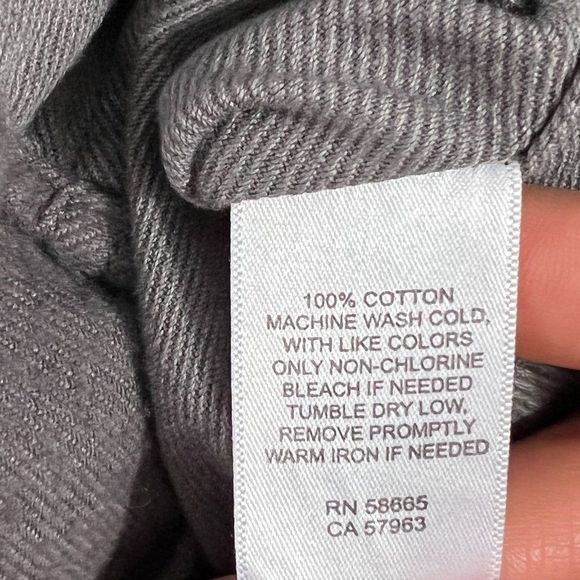 100% COTTON
MACHINE WASH COLD,
WITH LIKE COLORS
ONLY NON-CHLORINE
BLEACH IF NEEDED
TUMBLE DRY LOW,
REMOVE PROMPTLY
WARM IRON IF NEEDED
RN 58665
CA 57963